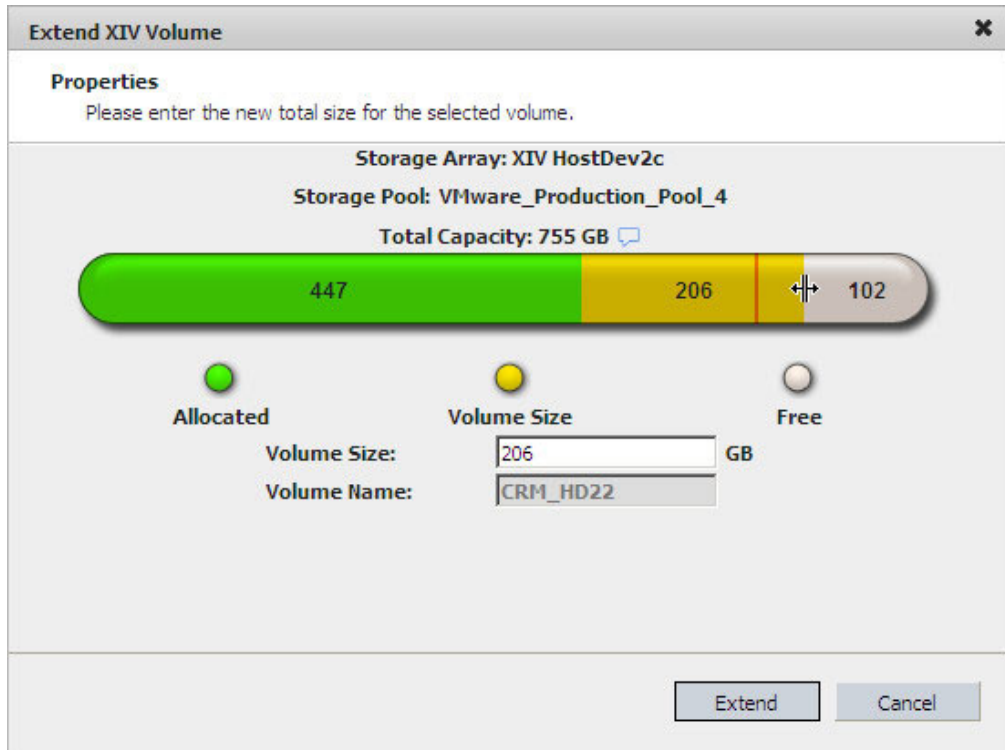 Extend XIV Volume
Properties
Please enter the new total size for the selected volume.
Storage Array: XIV HostDev2c
Storage Pool: VMware_Production_Pool_4
Total Capacity: 755 GB
447 206 102
Allocated Volume Size Free
Volume Size: 206 GB
Volume Name: CRM_HD22
Extend Cancel